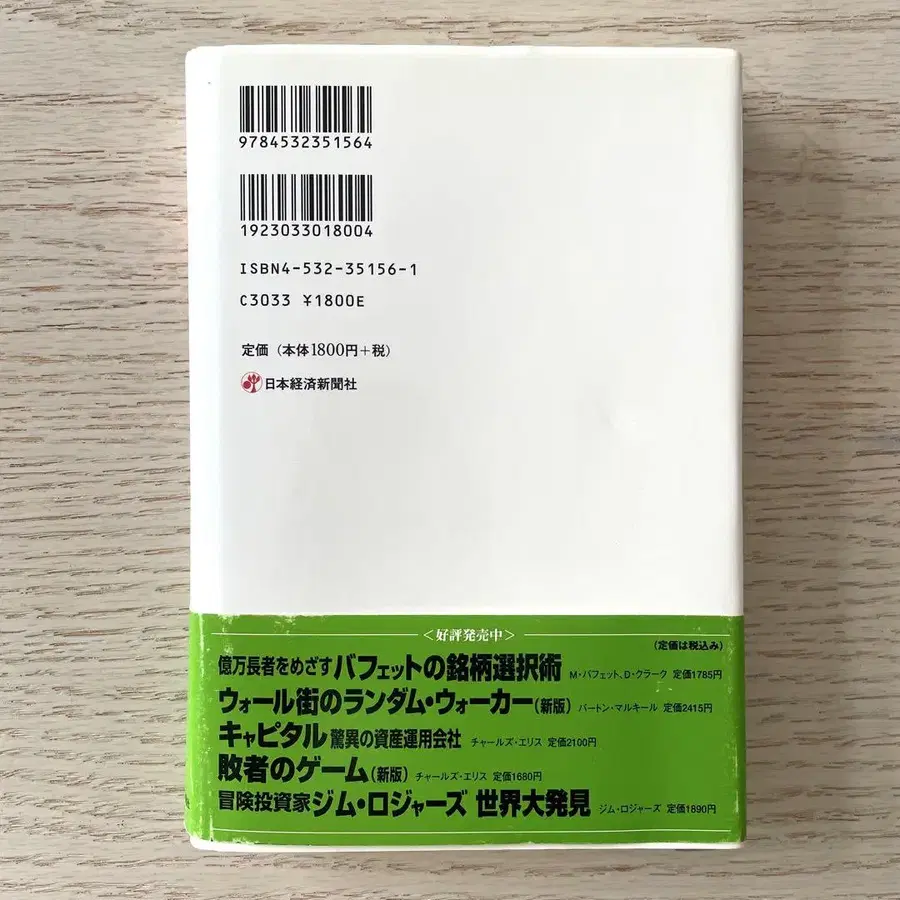 9784532351564
1923033018004
ISBN4-532-35156-1
C3033 ¥1800E
定価（本体1800円＋税）
日本経済新聞社
＜好評発売中＞
（定価は税込み）
億万長者をめざすバフェットの銘柄選択術 M・バフェット、D・クラーク 定価1785円
ウォール街のランダム・ウォーカー（新版） バートン・マルキール 定価2415円
キャピタル 驚異の資産運用会社 チャールズ・エリス 定価2100円
敗者のゲーム（新版） チャールズ・エリス 定価1680円
冒険投資家ジム・ロジャーズ 世界大発見 ジム・ロジャーズ 定価1890円